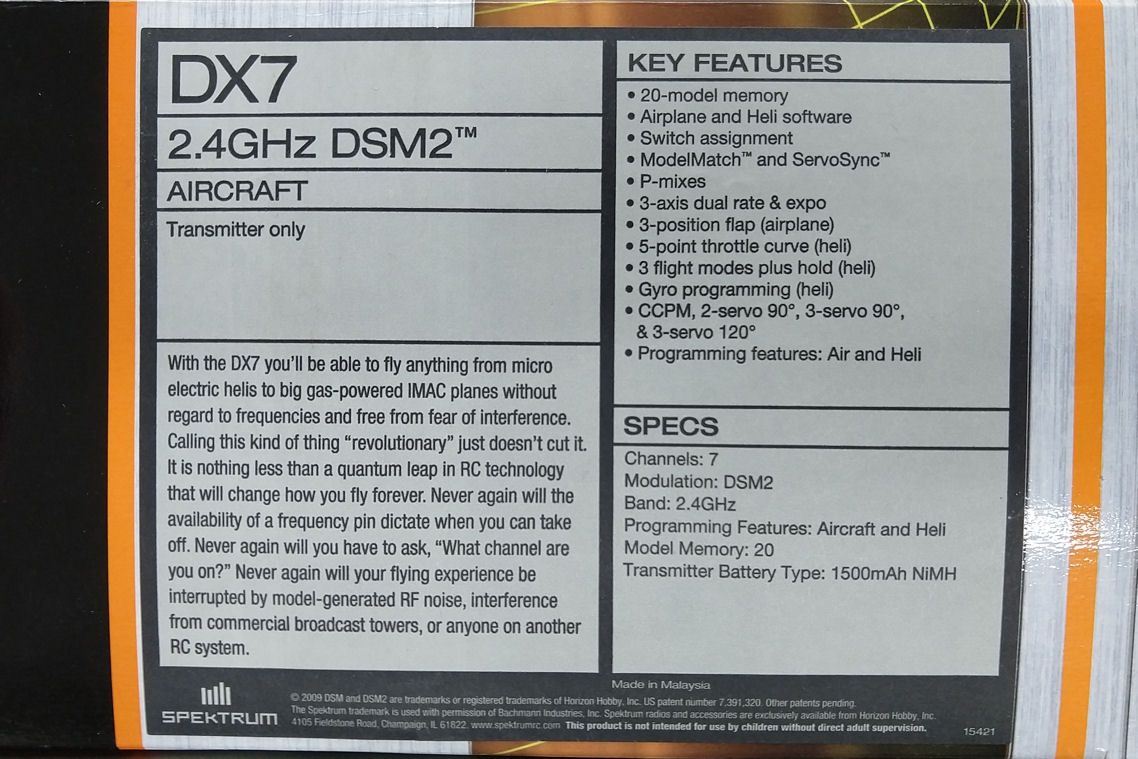 DX7
2.4GHz DSM2™
AIRCRAFT
Transmitter only
With the DX7 you'll be able to fly anything from micro
electric helis to big gas-powered IMAC planes without
regard to frequencies and free from fear of interference.
Calling this kind of thing “revolutionary” just doesn't cut it.
It is nothing less than a quantum leap in RC technology
that will change how you fly forever. Never again will the
availability of a frequency pin dictate when you can take
off. Never again will you have to ask, “What channel are
you on?” Never again will your flying experience be
interrupted by model-generated RF noise, interference
from commercial broadcast towers, or anyone on another
RC system.
KEY FEATURES
• 20-model memory
• Airplane and Heli software
• Switch assignment
• ModelMatch™ and ServoSync™
• P-mixes
• 3-axis dual rate & expo
• 3-position flap (airplane)
• 5-point throttle curve (heli)
• 3 flight modes plus hold (heli)
• Gyro programming (heli)
• CCPM, 2-servo 90°, 3-servo 90°,
& 3-servo 120°
• Programming features: Air and Heli
SPECS
Channels: 7
Modulation: DSM2
Band: 2.4GHz
Programming Features: Aircraft and Heli
Model Memory: 20
Transmitter Battery Type: 1500mAh NiMH
Made in Malaysia
SPEKTRUM
© 2009 DSM and DSM2 are trademarks or registered trademarks of Horizon Hobby, Inc. US patent number 7,391,320. Other patents pending.
The Spektrum trademark is used with permission of Bachmann Industries, Inc. Spektrum radios and accessories are exclusively available from Horizon Hobby, Inc.
4105 Fieldstone Road, Champaign, IL 61822. www.spektrumrc.com This product is not intended for use by children without direct adult supervision.
15421